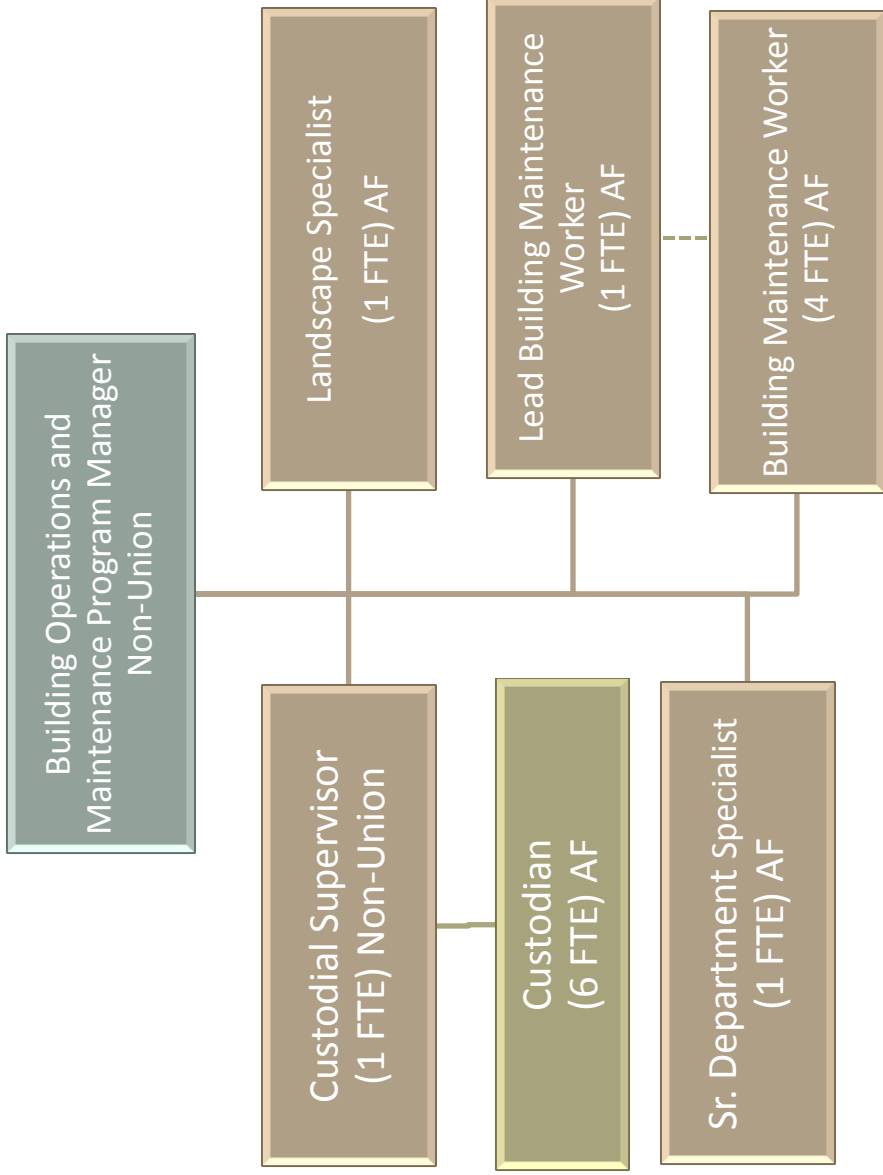 Building Operations and
Maintenance Program Manager
Non-Union
Custodial Supervisor
(1 FTE) Non-Union
Custodian
(6 FTE) AF
Sr. Department Specialist
(1 FTE) AF
Landscape Specialist
(1 FTE) AF
Lead Building Maintenance
Worker
(1 FTE) AF
Building Maintenance Worker
(4 FTE) AF